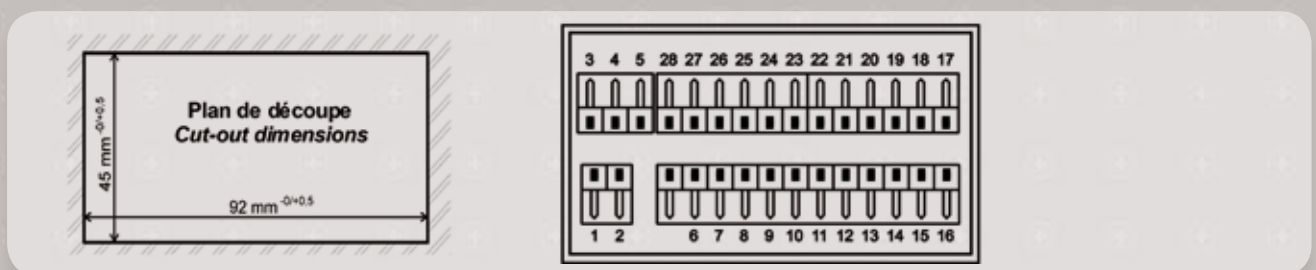 Plan de découpe
Cut-out dimensions
45 mm -0/+0,5
92 mm -0/+0,5
3 4 5 28 27 26 25 24 23 22 21 20 19 18 17
1 2 6 7 8 9 10 11 12 13 14 15 16